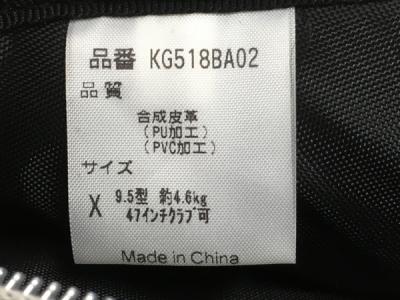 品番 KG518BA02
品質
合成皮革
(PU加工)
(PVC加工)
サイズ
X 9.5型 約4.6kg
47インチクラブ可
Made in China